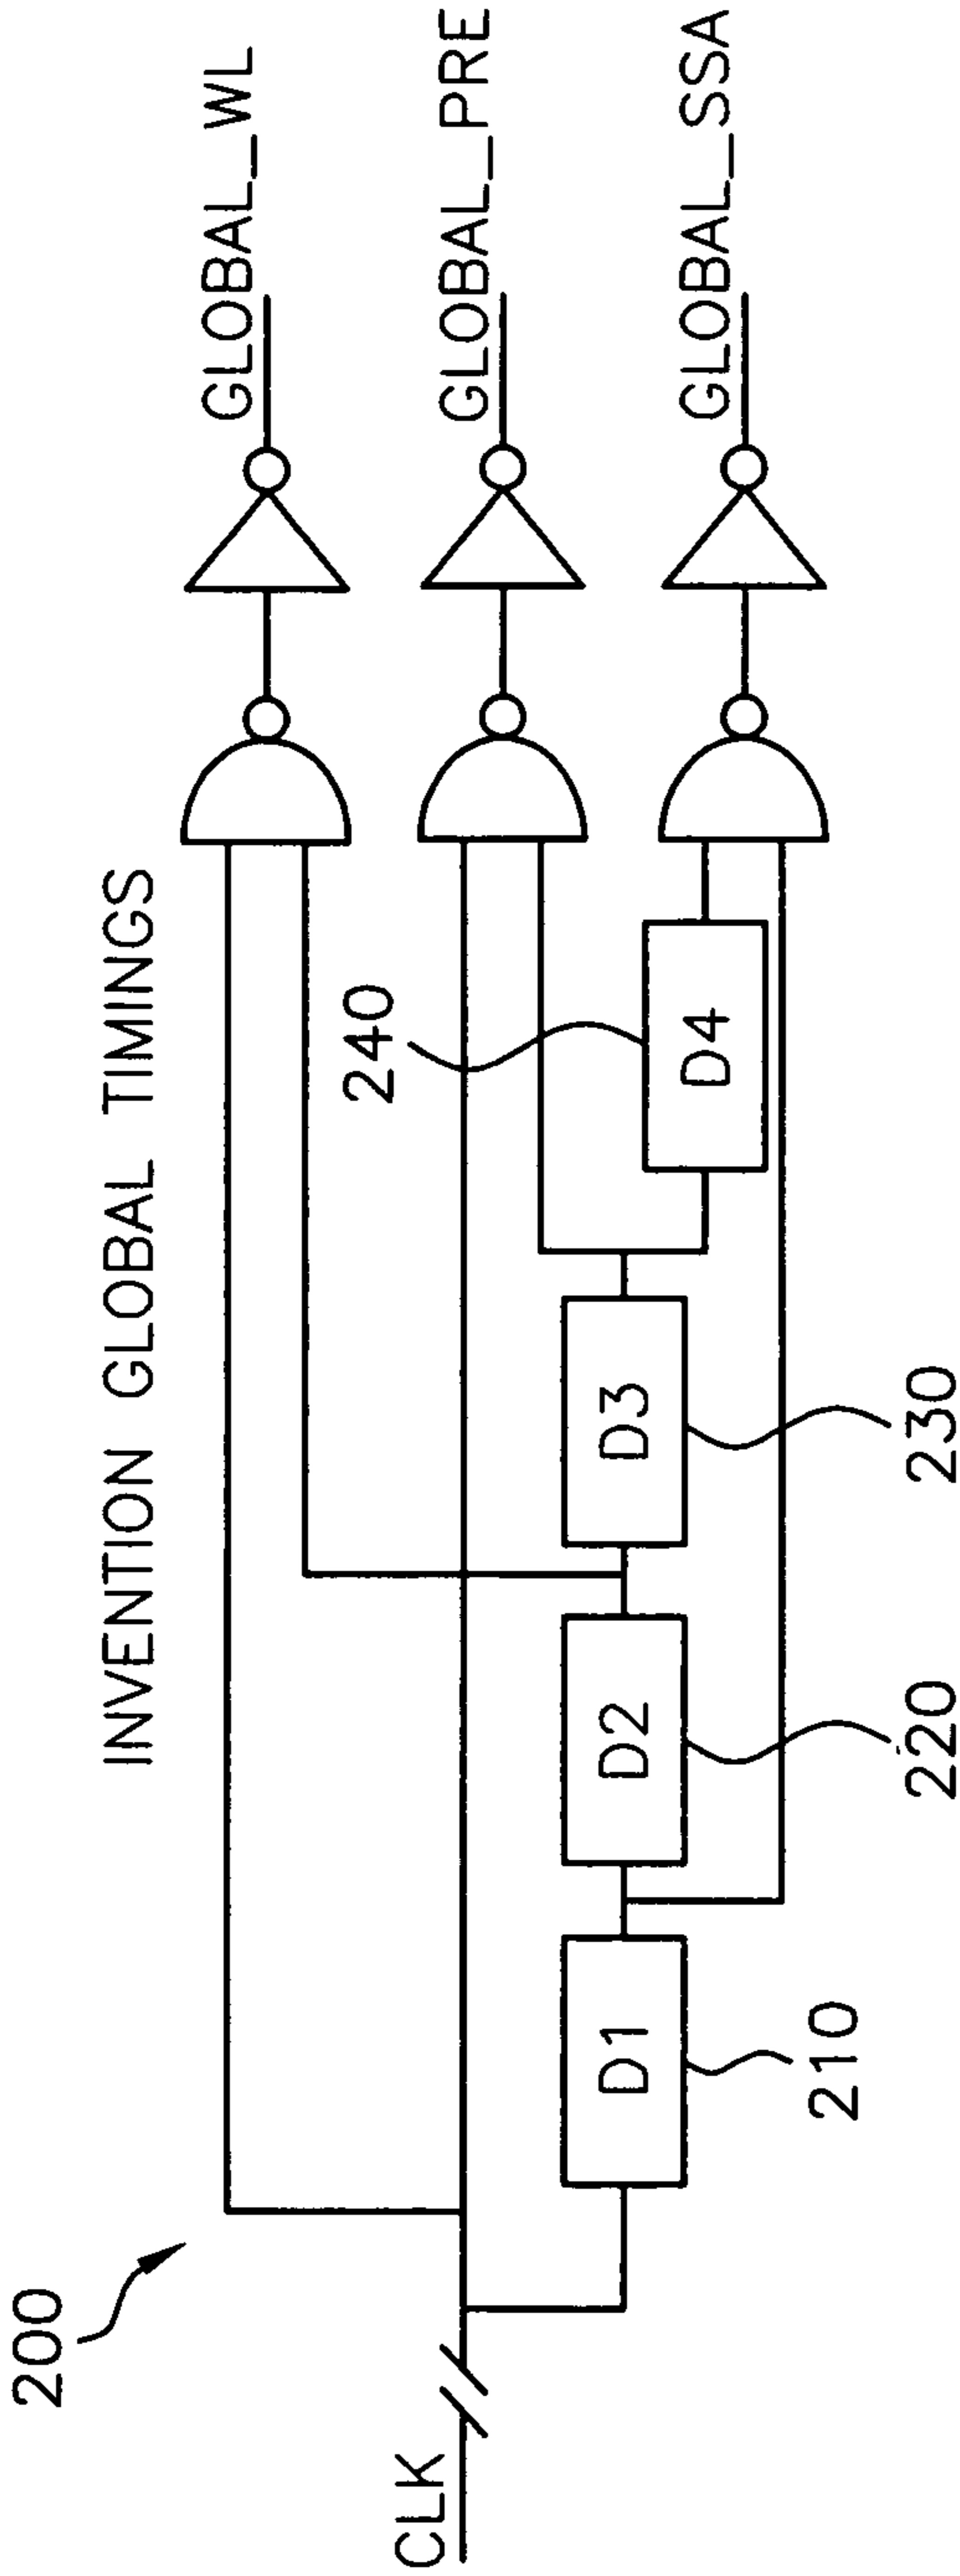 INVENTION GLOBAL TIMINGS
200
CLK
GLOBAL_WL
GLOBAL_PRE
GLOBAL_SSA
240
D1
D2
D3
D4
210
220
230